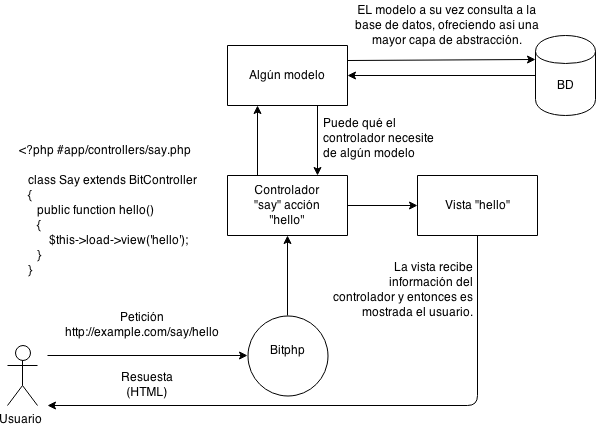 EL modelo a su vez consulta a la
base de datos, ofreciendo así una
mayor capa de abstracción.
Algún modelo
BD
Puede qué el
controlador necesite
de algún modelo
<?php #app/controllers/say.php
class Say extends BitController
{
public function hello()
{
$this->load->view('hello');
}
}
Controlador
"say" acción
"hello"
Vista "hello"
La vista recibe
información del
controlador y entonces es
mostrada el usuario.
Petición
http://example.com/say/hello
Bitphp
Resuesta
(HTML)
Usuario